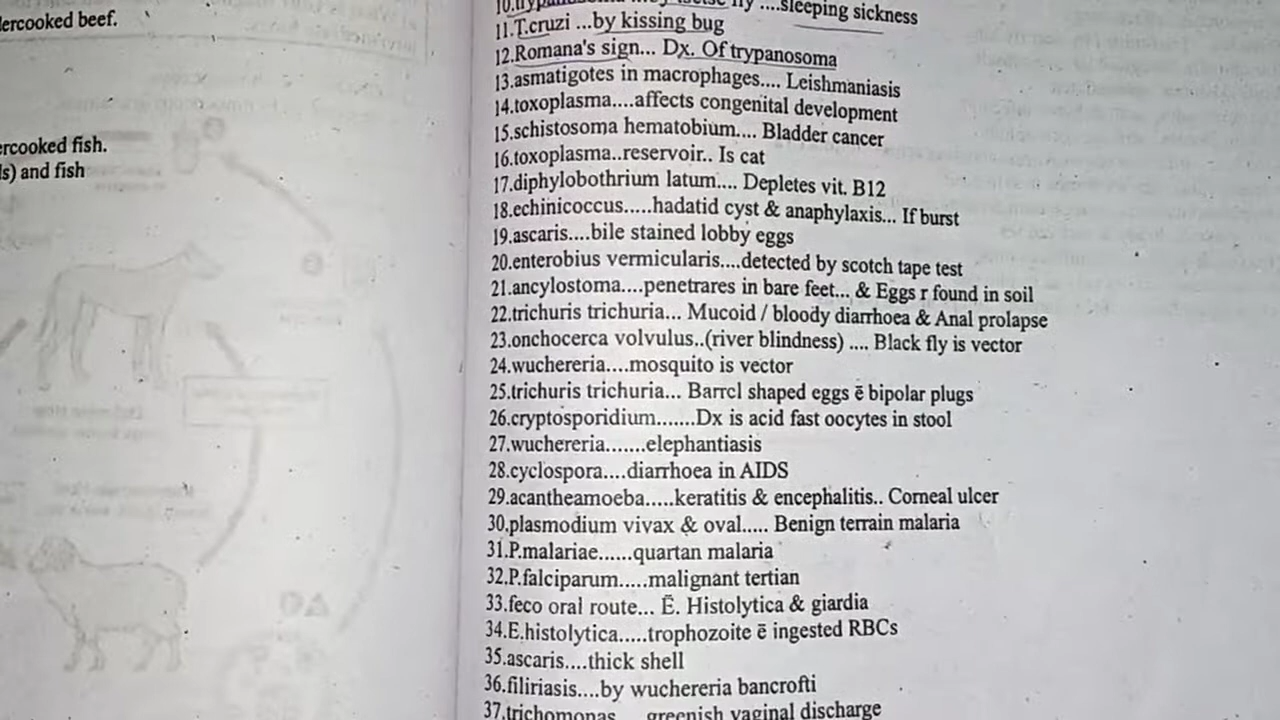 dercooked beef.
ercooked fish.
ls) and fish
fly ....sleeping sickness
11.T.cruzi ...by kissing bug
12.Romana's sign... Dx. Of trypanosoma
13.asmatigotes in macrophages.... Leishmaniasis
14.toxoplasma....affects congenital development
15.schistosoma hematobium.... Bladder cancer
16.toxoplasma..reservoir.. Is cat
17.diphylobothrium latum.... Depletes vit. B12
18.echinicoccus.....hadatid cyst & anaphylaxis... If burst
19.ascaris....bile stained lobby eggs
20.enterobius vermicularis....detected by scotch tape test
21.ancylostoma....penetrares in bare feet... & Eggs r found in soil
22.trichuris trichuria... Mucoid / bloody diarrhoea & Anal prolapse
23.onchocerca volvulus..(river blindness) .... Black fly is vector
24.wuchereria....mosquito is vector
25.trichuris trichuria... Barrel shaped eggs ē bipolar plugs
26.cryptosporidium.......Dx is acid fast oocytes in stool
27.wuchereria.......elephantiasis
28.cyclospora....diarrhoea in AIDS
29.acantheamoeba.....keratitis & encephalitis.. Corneal ulcer
30.plasmodium vivax & oval..... Benign terrain malaria
31.P.malariae......quartan malaria
32.P.falciparum.....malignant tertian
33.feco oral route... Ē. Histolytica & giardia
34.E.histolytica.....trophozoite ē ingested RBCs
35.ascaris....thick shell
36.filiriasis....by wuchereria bancrofti
37.trichomonas....greenish vaginal discharge